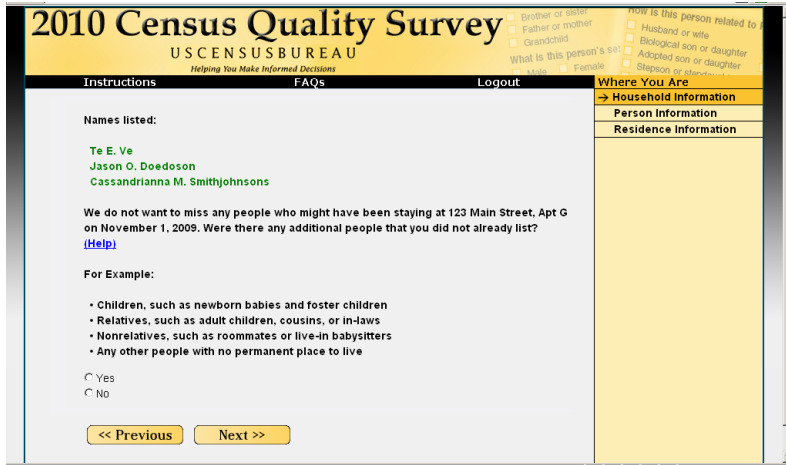 2010 Census Quality Survey
USCENSUSBUREAU
Helping You Make Informed Decisions
Brother or sister
Father or mother
Grandchild
What is this person's sex
Male Female
How is this person related to
Husband or wife
Biological son or daughter
Adopted son or daughter
Stepson or
Instructions FAQs Logout
Where You Are
→ Household Information
Person Information
Residence Information
Names listed:
Te E. Ve
Jason O. Doedoson
Cassandrianna M. Smithjohnsons
We do not want to miss any people who might have been staying at 123 Main Street, Apt G
on November 1, 2009. Were there any additional people that you did not already list?
(Help)
For Example:
• Children, such as newborn babies and foster children
• Relatives, such as adult children, cousins, or in-laws
• Nonrelatives, such as roommates or live-in babysitters
• Any other people with no permanent place to live
Yes
No
<< Previous Next >>